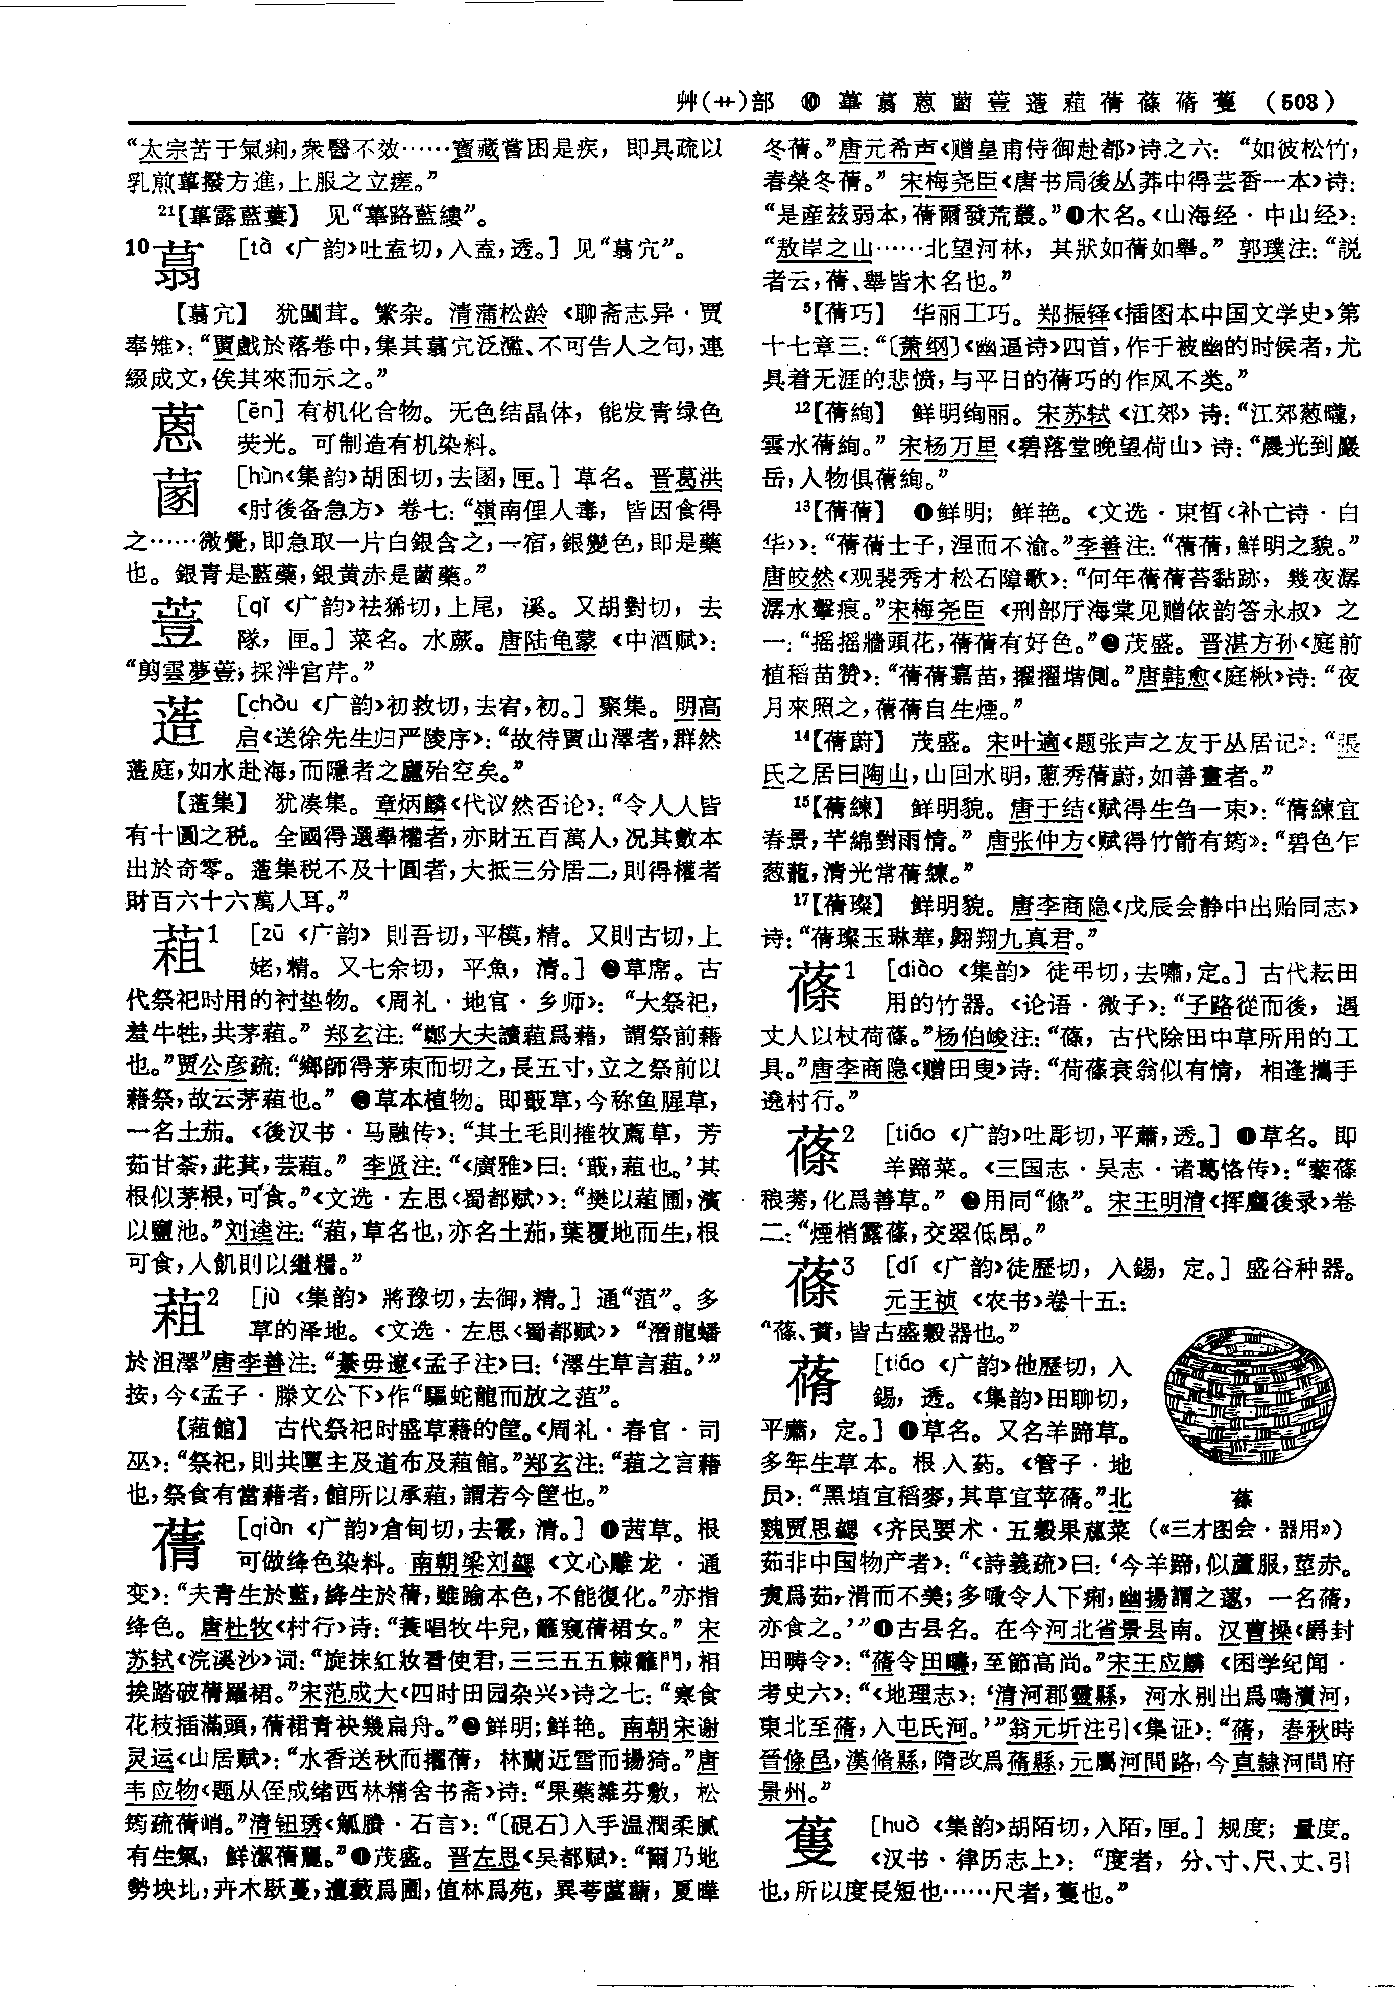 艸(艹)部 ⑩ 蓽 蒻 蒽 菌 薆 蓫 蒩 蒨 蓧 蓨 蒦 (503)
“太宗苦于氣痢，衆醫不效……寶藏嘗困是疾，即具疏以
乳煎蓽撥方進，上服之立瘥。”
21【蓽露藍蔞】 见“蓽路藍縷”。
10 [tà 《广韵》吐盍切，入盍，透。]
犹闒茸。繁杂。清蒲松龄《聊斋志异·贾
奉雉》：“賈戲於落卷中，集其䔽宂泛濫、不可告人之句，連
綴成文，俟其來而示之。”
蒽 [ēn] 有机化合物。无色结晶体，能发青绿色
荧光。可制造有机染料。
[hùn《集韵》胡困切，去圂，匣。] 草名。晋葛洪
《肘後备急方》卷七：“嶺南俚人毒，皆因食得
之……微覺，即急取一片白銀含之，一宿，銀變色，即是藥
也。銀青是藍藥，銀黄赤是菌藥。”
[qǐ 《广韵》祛狶切，上尾，溪。又胡對切，去
隊，匣。] 菜名。水蕨。唐陆龟蒙《中酒赋》：
“剪雲夢䔇，採泮宫芹。”
蓫 [chòu 《广韵》初救切，去宥，初。] 聚集。明高
启《送徐先生归严陵序》：“故待賈山澤者，群然
簉庭，如水赴海，而隱者之廬殆空矣。”
【蓫集】 犹凑集。章炳麟《代议然否论》：“令人人皆
有十圓之税。全國得選舉權者，亦財五百萬人，况其數本
出於奇零。蓫集税不及十圓者，大抵三分居二，則得權者
財百六十六萬人耳。”
蒩1 [zū 《广韵》則吾切，平模，精。又則古切，上
姥，精。又七余切，平魚，清。] ❶草席。古
代祭祀时用的衬垫物。《周礼·地官·乡师》：“大祭祀，
羞牛牲，共茅蒩。”郑玄注：“鄭大夫讀蒩爲藉，謂祭前藉
也。”贾公彦疏：“鄉師得茅束而切之，長五寸，立之祭前以
藉祭，故云茅蒩也。” ❷草本植物。即蕺草，今称鱼腥草，
一名土茄。《後汉书·马融传》：“其土毛則搉牧薦草，芳
茹甘荼，茈萁，芸蒩。” 李贤注：“《廣雅》曰：‘蕺，蒩也。’其
根似茅根，可食。”《文选·左思〈蜀都赋〉》：“樊以蒩圃，濱
以鹽池。”刘逵注：“蒩，草名也，亦名土茄，葉覆地而生，根
可食，人飢則以繼糧。”
蒩2 [jù 《集韵》將豫切，去御，精。] 通“菹”。多
草的泽地。《文选·左思〈蜀都赋〉》“潛龍蟠
於沮澤”唐李善注：“綦毋邃《孟子注》曰：‘澤生草言蒩。’”
按，今《孟子·滕文公下》作“驅蛇龍而放之菹”。
【蒩館】 古代祭祀时盛草藉的筐。《周礼·春官·司
巫》：“祭祀，則共匰主及道布及蒩館。”郑玄注：“蒩之言藉
也，祭食有當藉者，館所以承蒩，謂若今筐也。”
蒨 [qiàn 《广韵》倉甸切，去霰，清。] ❶茜草。根
可做绛色染料。南朝梁刘勰《文心雕龙·通
变》：“夫青生於藍，絳生於蒨，雖踰本色，不能復化。”亦指
绛色。唐杜牧《村行》诗：“蓑唱牧牛兒，籬窺蒨裙女。” 宋
苏轼《浣溪沙》词：“旋抹紅妝看使君，三三五五棘籬門，相
挨踏破蒨羅裙。”宋范成大《四时田园杂兴》诗之七：“寒食
花枝插滿頭，蒨裙青袂幾扁舟。”❷鲜明；鲜艳。南朝宋谢
灵运《山居赋》：“水香送秋而擢蒨，林蘭近雪而揚猗。”唐
韦应物《题从侄成绪西林精舍书斋》诗：“果藥雜芬敷，松
筠疏蒨峭。”清钮琇《觚賸·石言》：“〔硯石〕入手温潤柔膩
有生氣，鮮潔蒨麗。”❸茂盛。晋左思《吴都赋》：“爾乃地
勢坱圠，卉木镺蔓，遭藪爲圃，值林爲苑，異荂蓲蘛，夏曄
冬蒨。”唐元希声《赠皇甫侍御赴都》诗之六：“如彼松竹，
春榮冬蒨。” 宋梅尧臣《唐书局後丛莽中得芸香一本》诗：
“是産茲弱本，蒨爾發荒叢。”❹木名。《山海经·中山经》：
“敖岸之山……北望河林，其狀如蒨如舉。” 郭璞注：“説
者云，蒨、舉皆木名也。”
5【蒨巧】 华丽工巧。郑振铎《插图本中国文学史》第
十七章三：“〔萧纲〕《幽逼诗》四首，作于被幽的时候者，尤
具着无涯的悲愤，与平日的蒨巧的作风不类。”
12【蒨絢】 鲜明绚丽。宋苏轼《江郊》诗：“江郊葱曨，
雲水蒨絢。” 宋杨万里《碧落堂晚望荷山》诗：“晨光到巖
岳，人物俱蒨絢。”
13【蒨蒨】 ❶鲜明；鲜艳。《文选·束晳〈补亡诗·白
华〉》：“蒨蒨士子，涅而不渝。”李善注：“蒨蒨，鮮明之貌。”
唐皎然《观裴秀才松石障歌》：“何年蒨蒨苔黏跡，幾夜潺
潺水擊痕。”宋梅尧臣《刑部厅海棠见赠依韵答永叔》之
一：“摇摇牆頭花，蒨蒨有好色。”❷茂盛。晋湛方孙《庭前
植稻苗赞》：“蒨蒨嘉苗，擢擢堦側。”唐韩愈《庭楸》诗：“夜
月來照之，蒨蒨自生煙。”
14【蒨蔚】 茂盛。宋叶適《题张声之友于丛居记》：“張
氏之居曰陶山，山回水明，蔥秀蒨蔚，如善畫者。”
15【蒨練】 鲜明貌。唐于结《赋得生刍一束》：“蒨練宜
春景，芊綿對雨情。” 唐张仲方《赋得竹箭有筠》：“碧色乍
葱蘢，清光常蒨練。”
17【蒨璨】 鲜明貌。唐李商隐《戊辰会静中出贻同志》
诗：“蒨璨玉琳華，翱翔九真君。”
蓧1 [diào 《集韵》徒弔切，去嘯，定。] 古代耘田
用的竹器。《论语·微子》：“子路從而後，遇
丈人以杖荷蓧。”杨伯峻注：“蓧，古代除田中草所用的工
具。”唐李商隐《赠田叟》诗：“荷蓧衰翁似有情，相逢攜手
遶村行。”
蓧2 [tiáo 《广韵》吐彫切，平蕭，透。] ❶草名。即
羊蹄菜。《三国志·吴志·诸葛恪传》：“藜蓧
稂莠，化爲善草。” ❷用同“條”。宋王明清《挥麈後录》卷
二：“煙梢露蓧，交翠低昂。”
蓧3 [dí 《广韵》徒歷切，入錫，定。] 盛谷种器。
元王祯《农书》卷十五：
“蓧、蕢，皆古盛穀器也。”
蓨 [tiáo 《广韵》他歷切，入
錫，透。《集韵》田聊切，
平蕭，定。] ❶草名。又名羊蹄草。
多年生草本。根入药。《管子·地
员》：“黑埴宜稻麥，其草宜苹蓨。”北
魏贾思勰《齐民要术·五穀果蓏菜
茹非中国物产者》：“《詩義疏》曰：‘今羊蹄，似蘆服，莖赤。
煑爲茹，滑而不美；多噉令人下痢，幽揚謂之蓫，一名蓨，
亦食之。’”❷古县名。在今河北省景县南。汉曹操《爵封
田畴令》：“蓨令田疇，至節高尚。”宋王应麟《困学纪闻·
考史六》：“《地理志》：‘清河郡靈縣，河水别出爲鳴瀆河，
東北至蓨，入屯氏河。’”翁元圻注引《集证》：“蓨，春秋時
晉條邑，漢脩縣，隋改爲蓨縣，元屬河間路，今直隸河間府
景州。”
蒦 [huò 《集韵》胡陌切，入陌，匣。] 规度；量度。
《汉书·律历志上》：“度者，分、寸、尺、丈、引
也，所以度長短也……尺者，蒦也。”
蓧
（《三才图会·器用》）